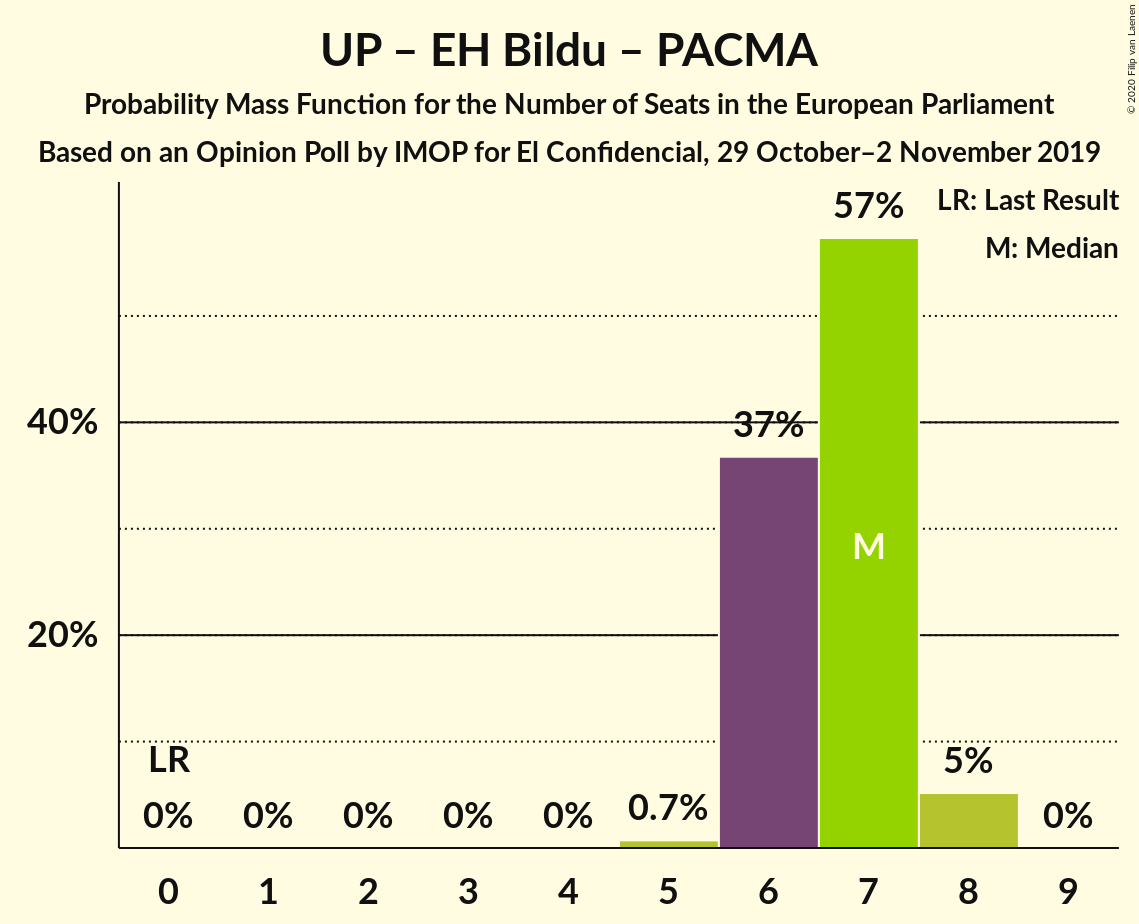 UP – EH Bildu – PACMA
Probability Mass Function for the Number of Seats in the European Parliament
Based on an Opinion Poll by IMOP for El Confidencial, 29 October–2 November 2019
© 2020 Filip van Laenen
LR: Last Result
M: Median
57%
40%
37%
M
20%
LR
0%
0%
0%
0%
0%
0.7%
5%
0%
0
1
2
3
4
5
6
7
8
9